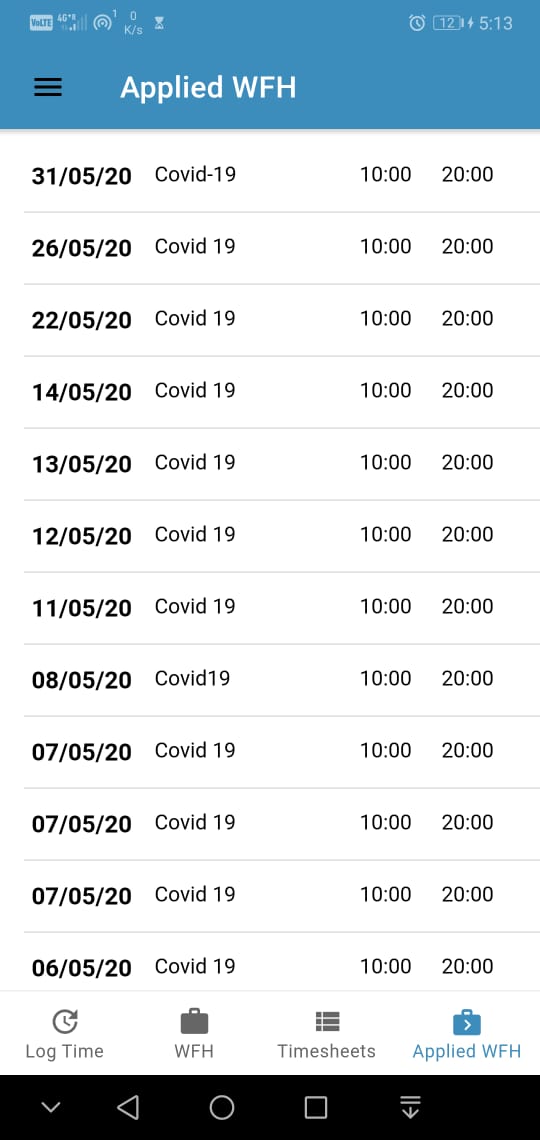 VoLTE 4G+R 1 0 K/s 12 5:13
Applied WFH
31/05/20 Covid-19 10:00 20:00
26/05/20 Covid 19 10:00 20:00
22/05/20 Covid 19 10:00 20:00
14/05/20 Covid 19 10:00 20:00
13/05/20 Covid 19 10:00 20:00
12/05/20 Covid 19 10:00 20:00
11/05/20 Covid 19 10:00 20:00
08/05/20 Covid19 10:00 20:00
07/05/20 Covid 19 10:00 20:00
07/05/20 Covid 19 10:00 20:00
07/05/20 Covid 19 10:00 20:00
06/05/20 Covid 19 10:00 20:00
Log Time WFH Timesheets Applied WFH